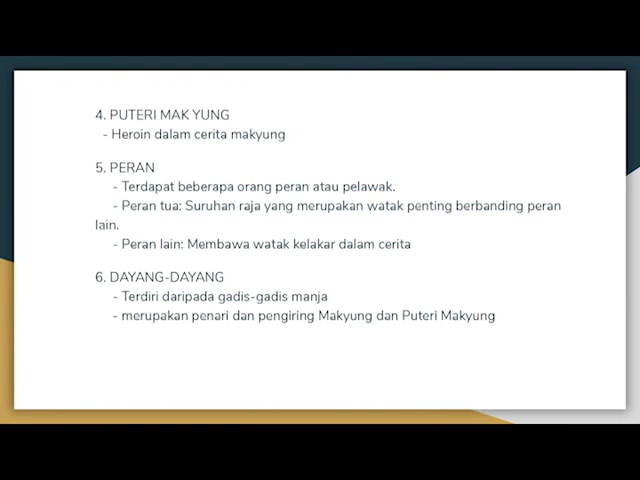 4. PUTERI MAK YUNG
- Heroin dalam cerita makyung
5. PERAN
- Terdapat beberapa orang peran atau pelawak.
- Peran tua: Suruhan raja yang merupakan watak penting berbanding peran
lain.
- Peran lain: Membawa watak kelakar dalam cerita
6. DAYANG-DAYANG
- Terdiri daripada gadis-gadis manja
- merupakan penari dan pengiring Makyung dan Puteri Makyung